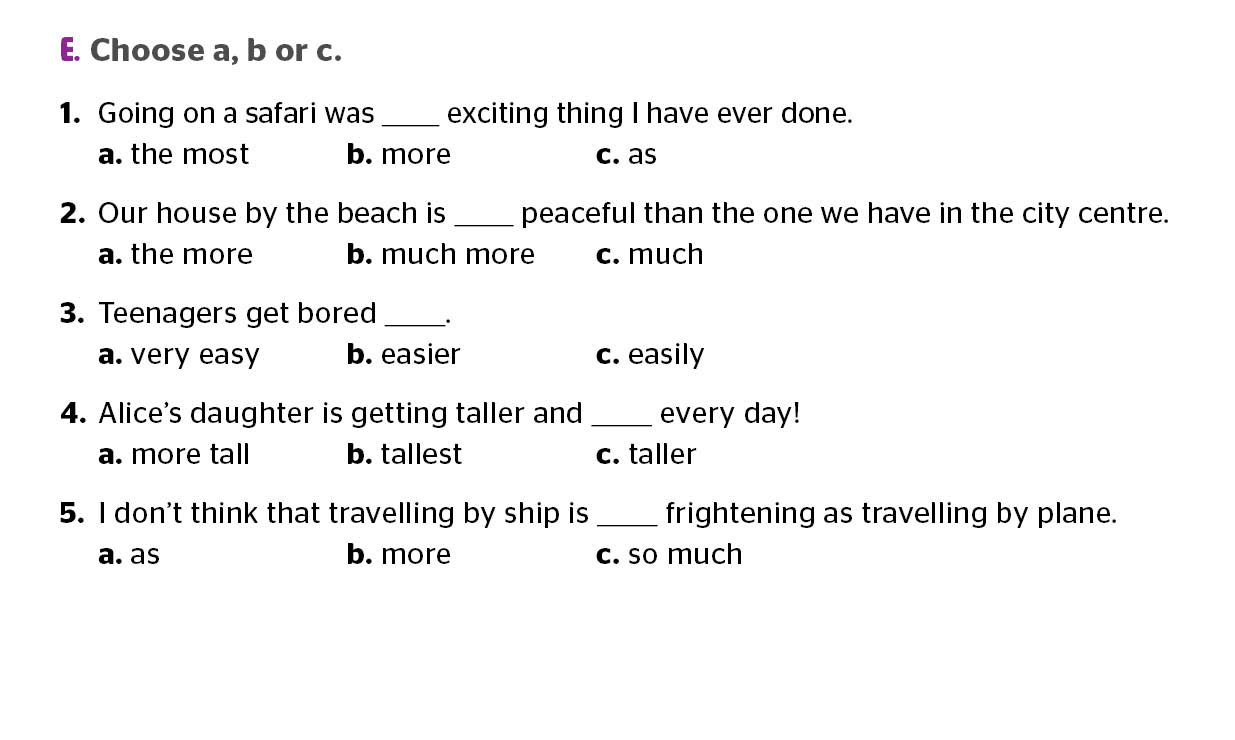 E. Choose a, b or c.
1. Going on a safari was ____ exciting thing I have ever done.
a. the most b. more c. as
2. Our house by the beach is ____ peaceful than the one we have in the city centre.
a. the more b. much more c. much
3. Teenagers get bored ____.
a. very easy b. easier c. easily
4. Alice’s daughter is getting taller and ____ every day!
a. more tall b. tallest c. taller
5. I don’t think that travelling by ship is ____ frightening as travelling by plane.
a. as b. more c. so much